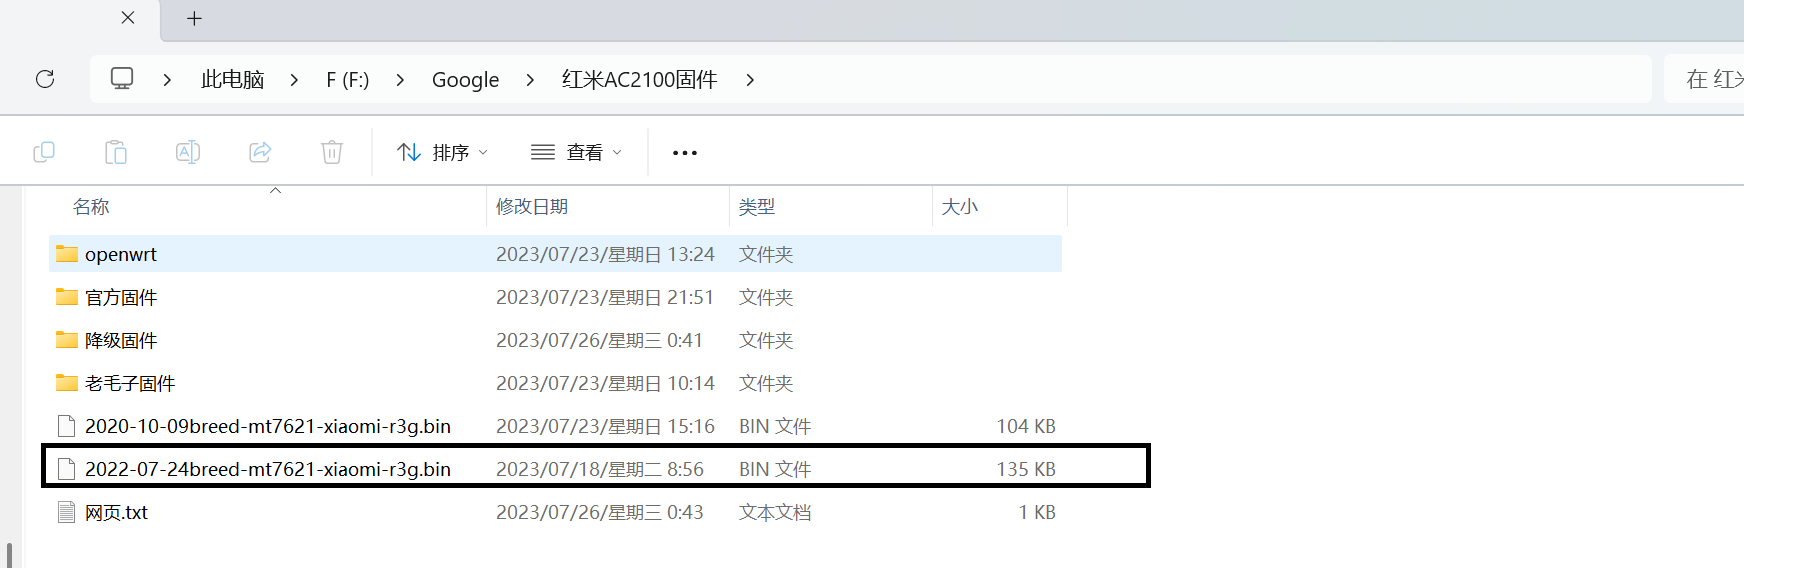 此电脑 F (F:) Google 红米AC2100固件 在 红米
排序 查看
名称 修改日期 类型 大小
openwrt 2023/07/23/星期日 13:24 文件夹
官方固件 2023/07/23/星期日 21:51 文件夹
降级固件 2023/07/26/星期三 0:41 文件夹
老毛子固件 2023/07/23/星期日 10:14 文件夹
2020-10-09breed-mt7621-xiaomi-r3g.bin 2023/07/23/星期日 15:16 BIN 文件 104 KB
2022-07-24breed-mt7621-xiaomi-r3g.bin 2023/07/18/星期二 8:56 BIN 文件 135 KB
网页.txt 2023/07/26/星期三 0:43 文本文档 1 KB